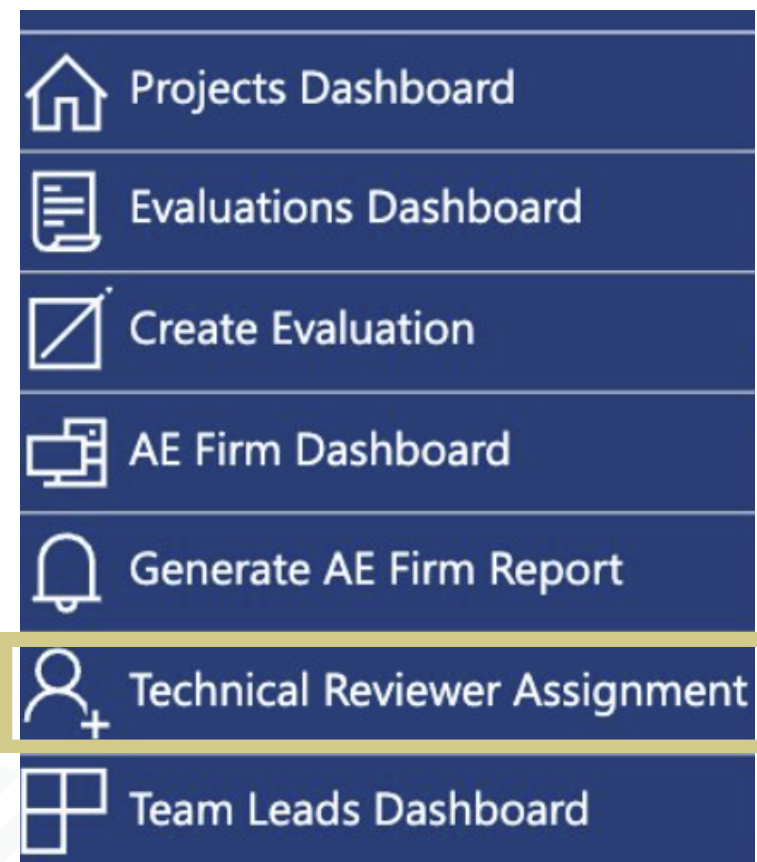 Projects Dashboard
Evaluations Dashboard
Create Evaluation
AE Firm Dashboard
Generate AE Firm Report
Technical Reviewer Assignment
Team Leads Dashboard